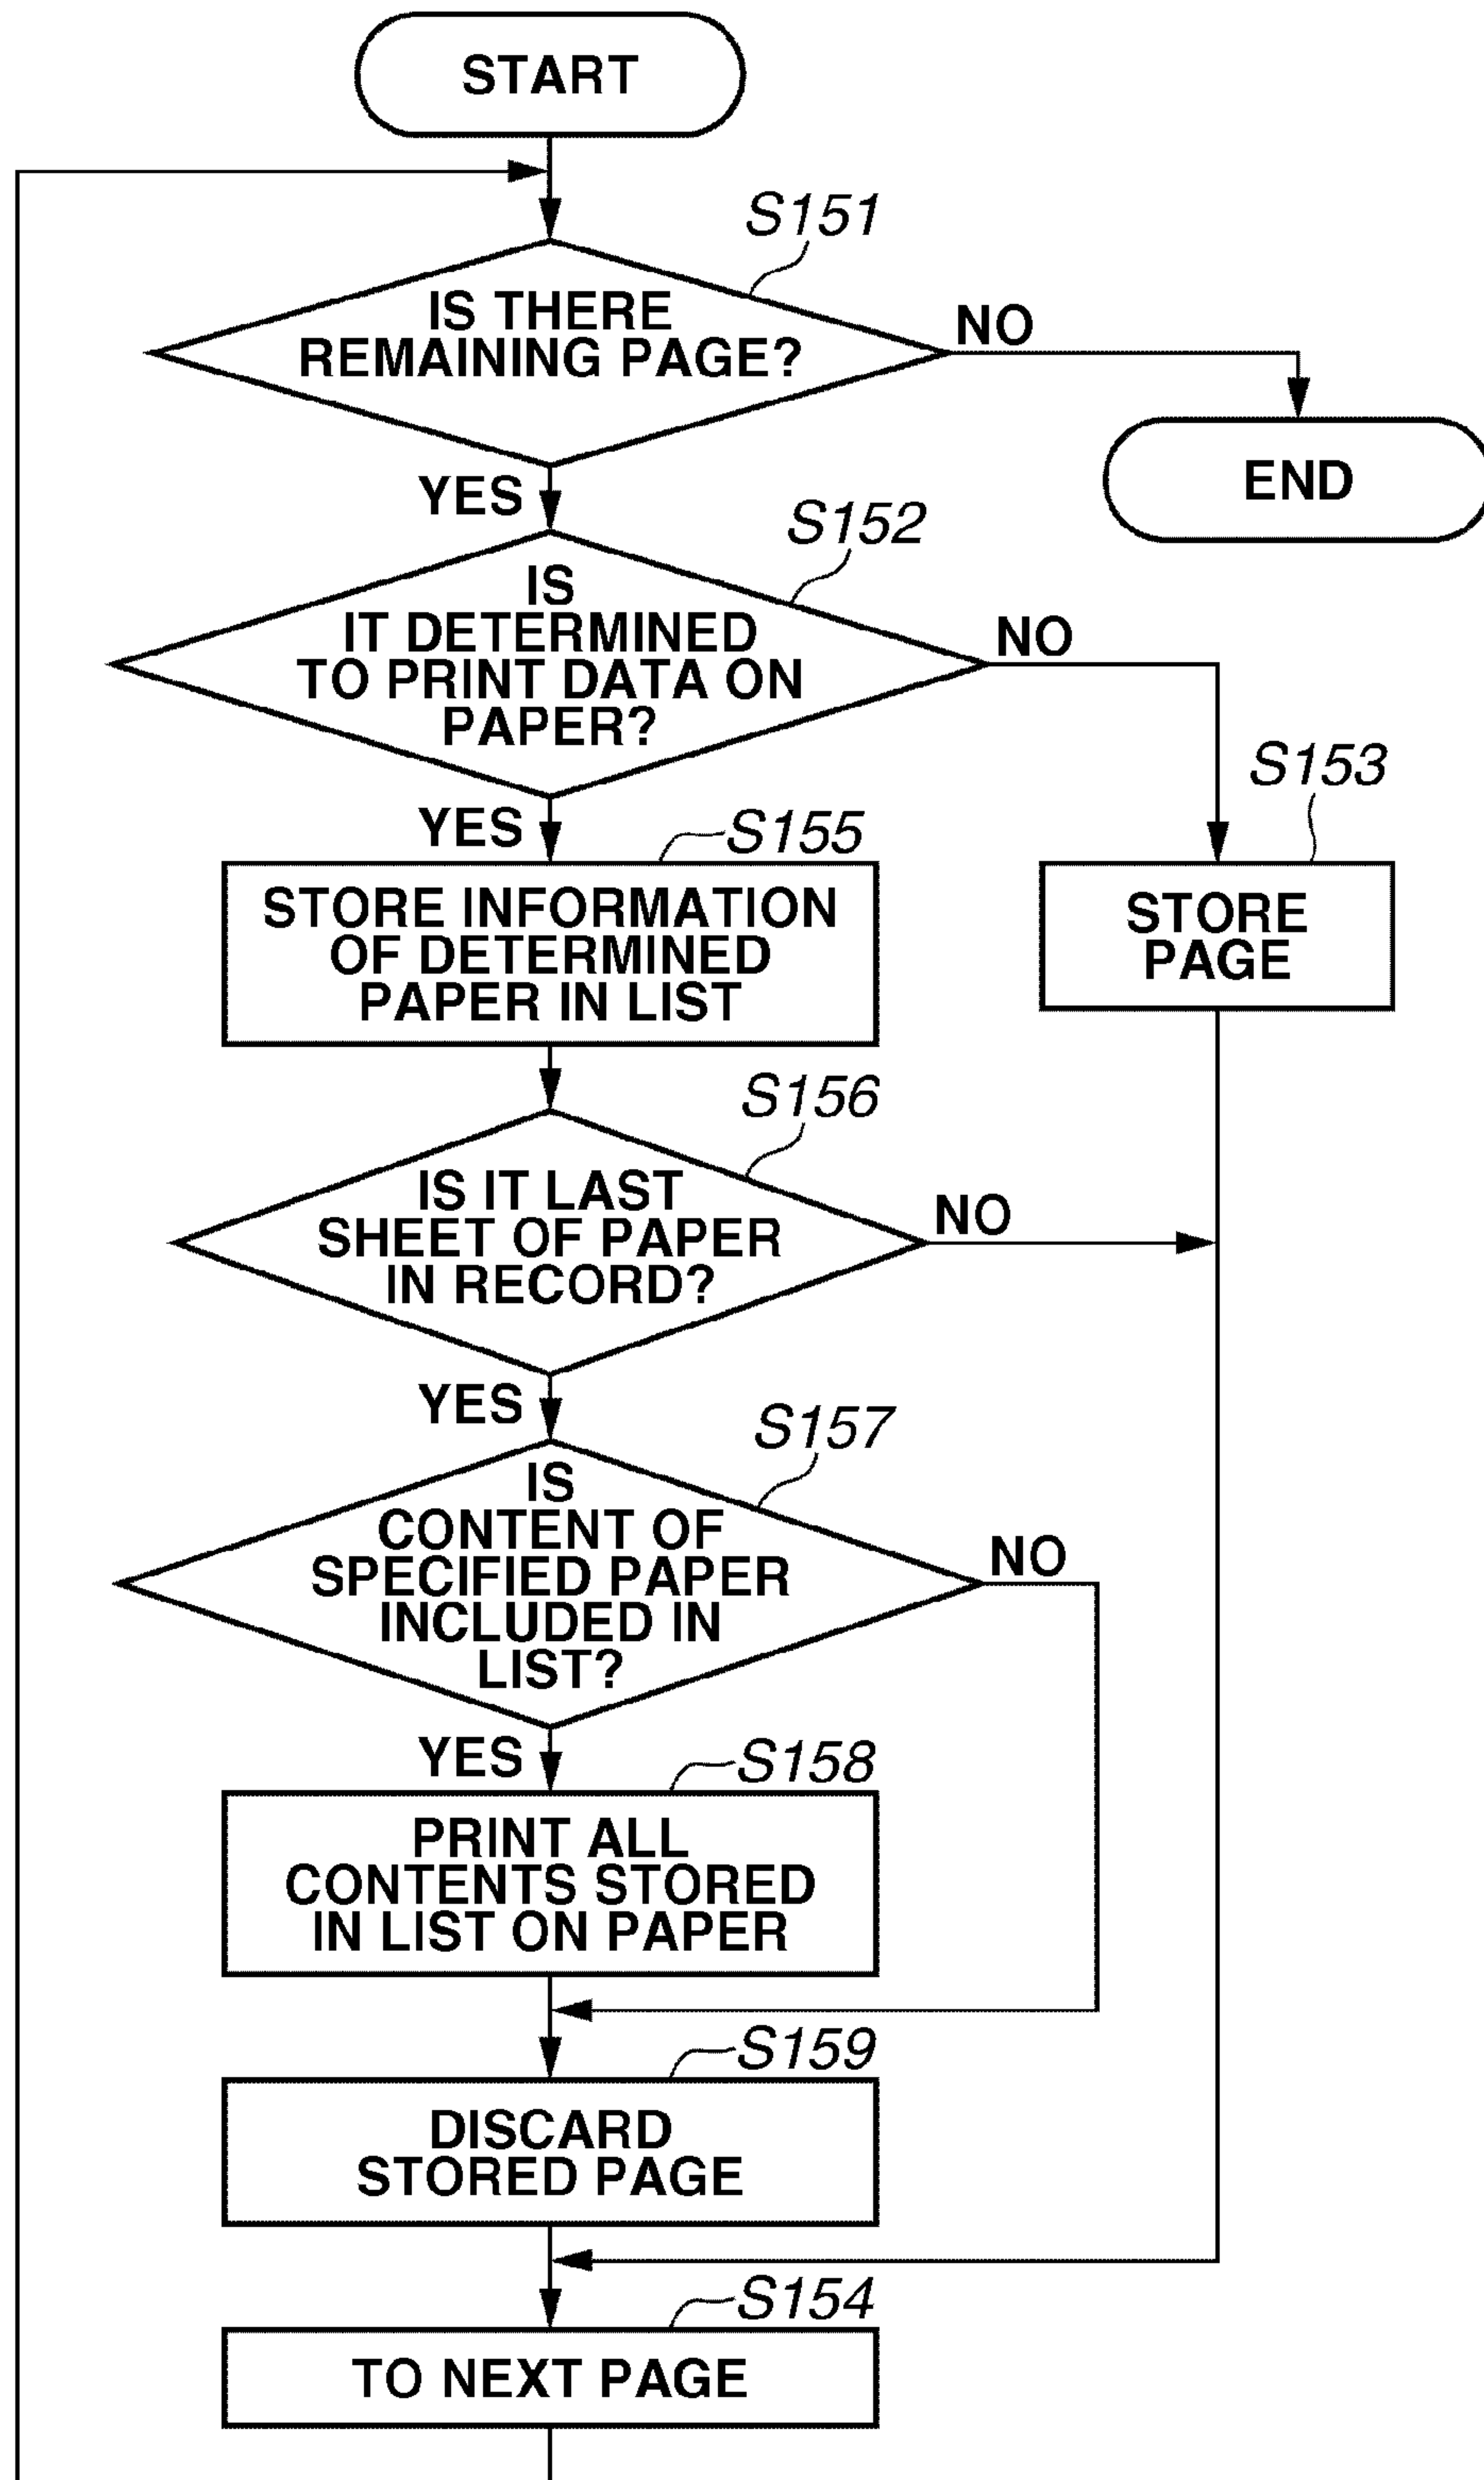 START
S151
IS THERE
REMAINING PAGE?
NO
END
YES
S152
IS
IT DETERMINED
TO PRINT DATA ON
PAPER?
NO
S153
STORE
PAGE
YES
S155
STORE INFORMATION
OF DETERMINED
PAPER IN LIST
S156
IS IT LAST
SHEET OF PAPER
IN RECORD?
NO
YES
S157
IS
CONTENT OF
SPECIFIED PAPER
INCLUDED IN
LIST?
NO
YES
S158
PRINT ALL
CONTENTS STORED
IN LIST ON PAPER
S159
DISCARD
STORED PAGE
S154
TO NEXT PAGE